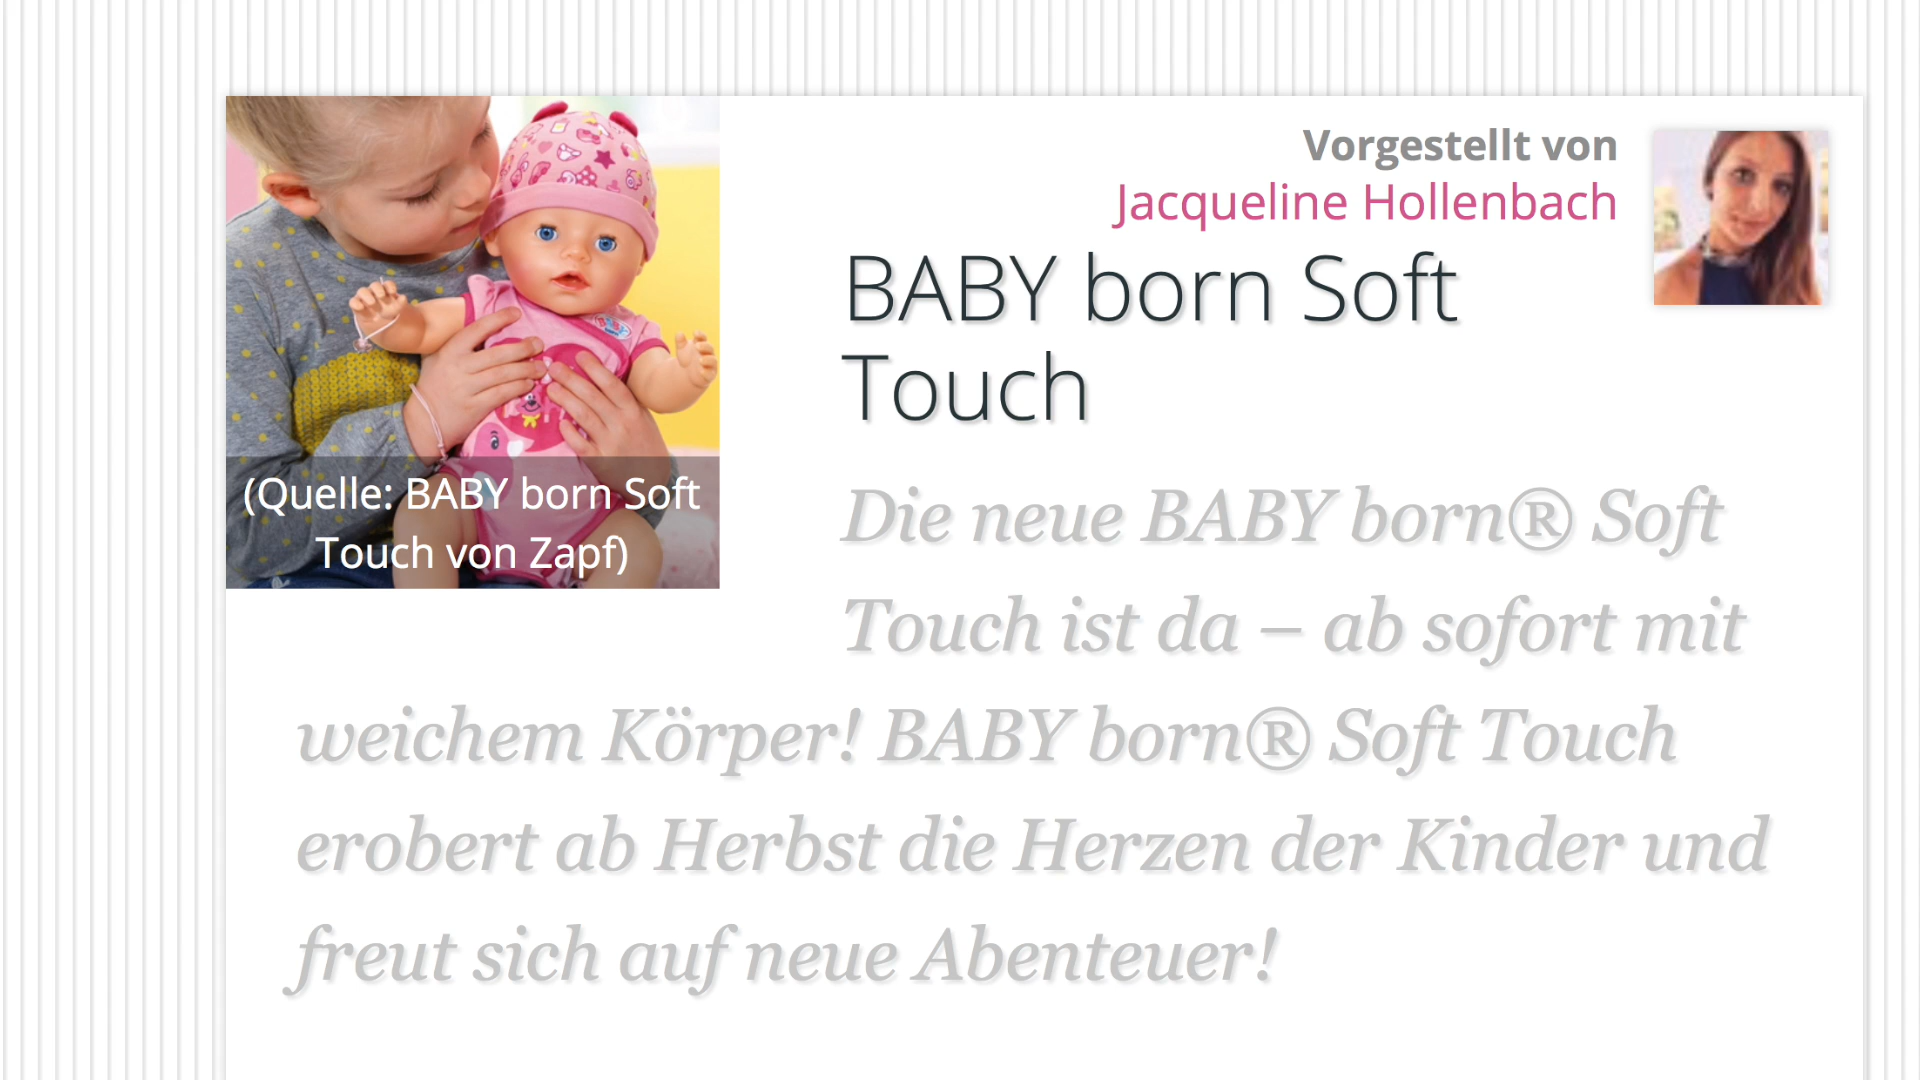 Vorgestellt von
Jacqueline Hollenbach
BABY born Soft
Touch
(Quelle: BABY born Soft
Touch von Zapf)
Die neue BABY born® Soft
Touch ist da – ab sofort mit
weichem Körper! BABY born® Soft Touch
erobert ab Herbst die Herzen der Kinder und
freut sich auf neue Abenteuer!